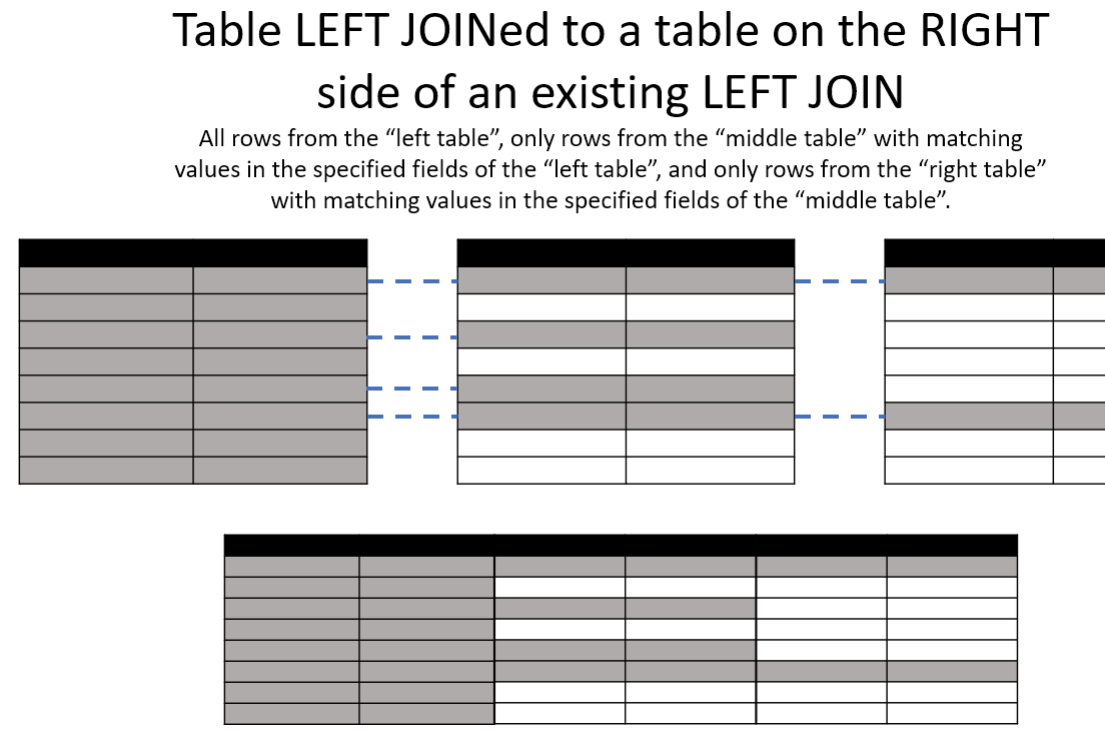 Table LEFT JOINed to a table on the RIGHT
side of an existing LEFT JOIN
All rows from the “left table”, only rows from the “middle table” with matching
values in the specified fields of the “left table”, and only rows from the “right table”
with matching values in the specified fields of the “middle table”.